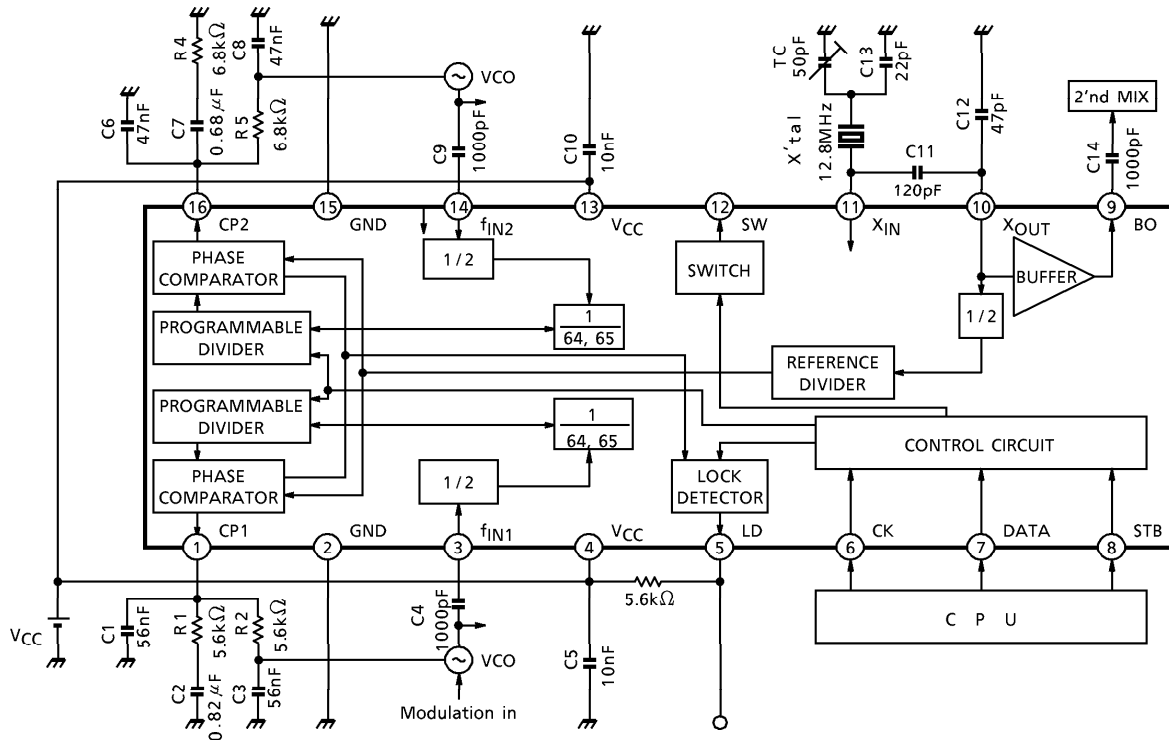 R4
6.8kΩ
C8
47nF
C6
47nF
C7
0.68μF
R5
6.8kΩ
VCO
C9
1000pF
C10
10nF
TC
50pF
C13
22pF
X'tal
12.8MHz
C11
120pF
C12
47pF
2'nd MIX
C14
1000pF
16
15
14
13
12
11
10
9
CP2
GND
fIN2
VCC
SW
XIN
XOUT
BO
PHASE
COMPARATOR
1/2
SWITCH
BUFFER
1/2
PROGRAMMABLE
DIVIDER
1
64, 65
REFERENCE
DIVIDER
PROGRAMMABLE
DIVIDER
1
64, 65
CONTROL CIRCUIT
PHASE
COMPARATOR
1/2
LOCK
DETECTOR
CP1
GND
fIN1
VCC
LD
CK
DATA
STB
1
2
3
4
5
6
7
8
5.6kΩ
C P U
VCC
C1
56nF
R1
5.6kΩ
R2
5.6kΩ
C4
1000pF
VCO
C2
0.82μF
C3
56nF
C5
10nF
Modulation in